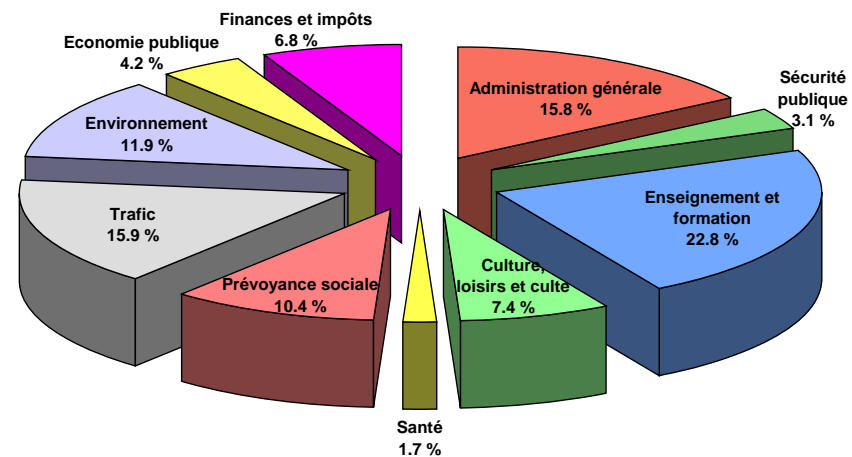 Finances et impôts
6.8 %
Economie publique
4.2 %
Administration générale
15.8 %
Sécurité
publique
3.1 %
Environnement
11.9 %
Enseignement et
formation
22.8 %
Trafic
15.9 %
Prévoyance sociale
10.4 %
Culture,
loisirs et culte
7.4 %
Santé
1.7 %